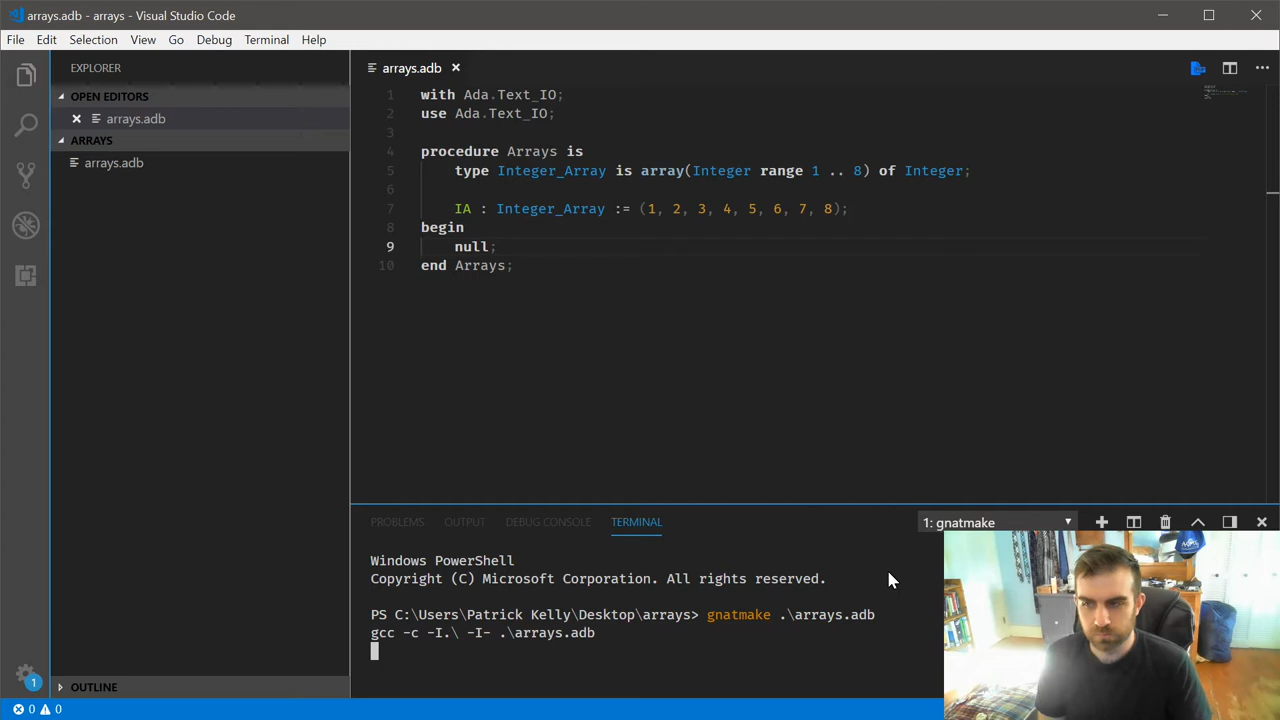 arrays.adb - arrays - Visual Studio Code
File Edit Selection View Go Debug Terminal Help
EXPLORER
OPEN EDITORS
arrays.adb
ARRAYS
arrays.adb
OUTLINE
arrays.adb
1 with Ada.Text_IO;
2 use Ada.Text_IO;
3
4 procedure Arrays is
5 type Integer_Array is array(Integer range 1 .. 8) of Integer;
6
7 IA : Integer_Array := (1, 2, 3, 4, 5, 6, 7, 8);
8 begin
9 null;
10 end Arrays;
PROBLEMS OUTPUT DEBUG CONSOLE TERMINAL 1: gnatmake
Windows PowerShell
Copyright (C) Microsoft Corporation. All rights reserved.
PS C:\Users\Patrick Kelly\Desktop\arrays> gnatmake .\arrays.adb
gcc -c -I.\ -I- .\arrays.adb
1
0 0